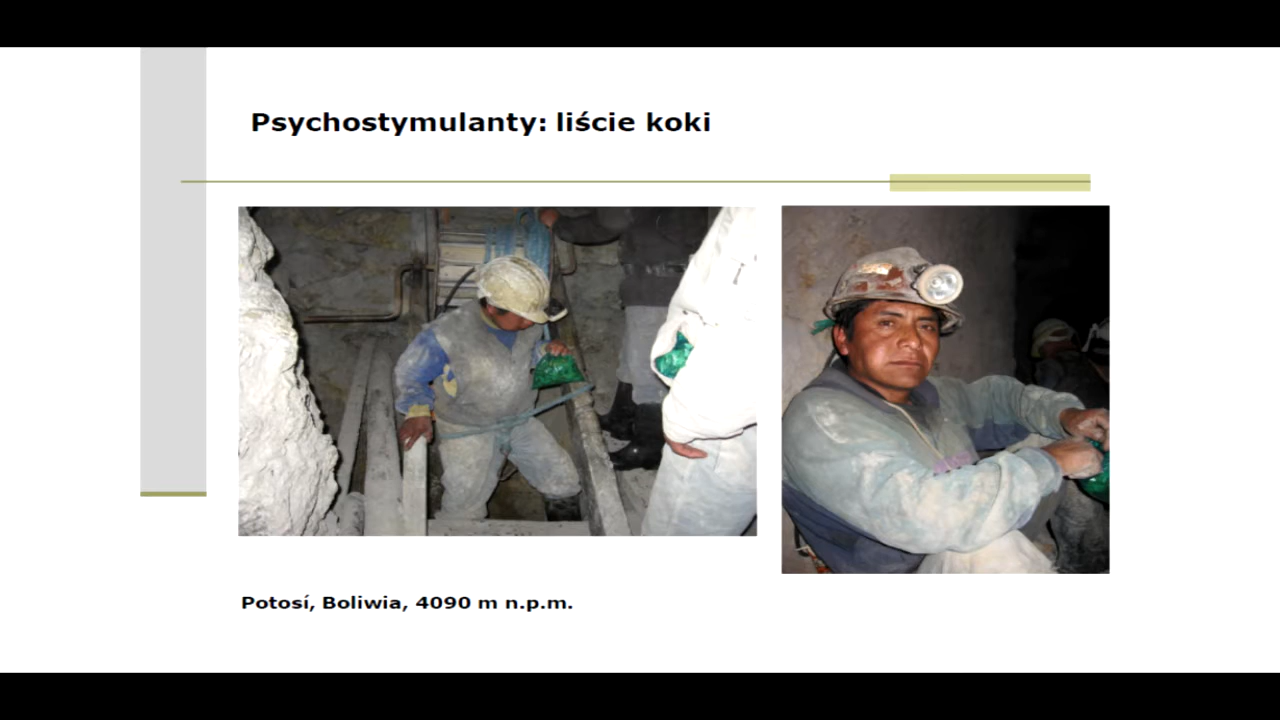 Psychostymulanty: liście koki
Potosí, Boliwia, 4090 m n.p.m.